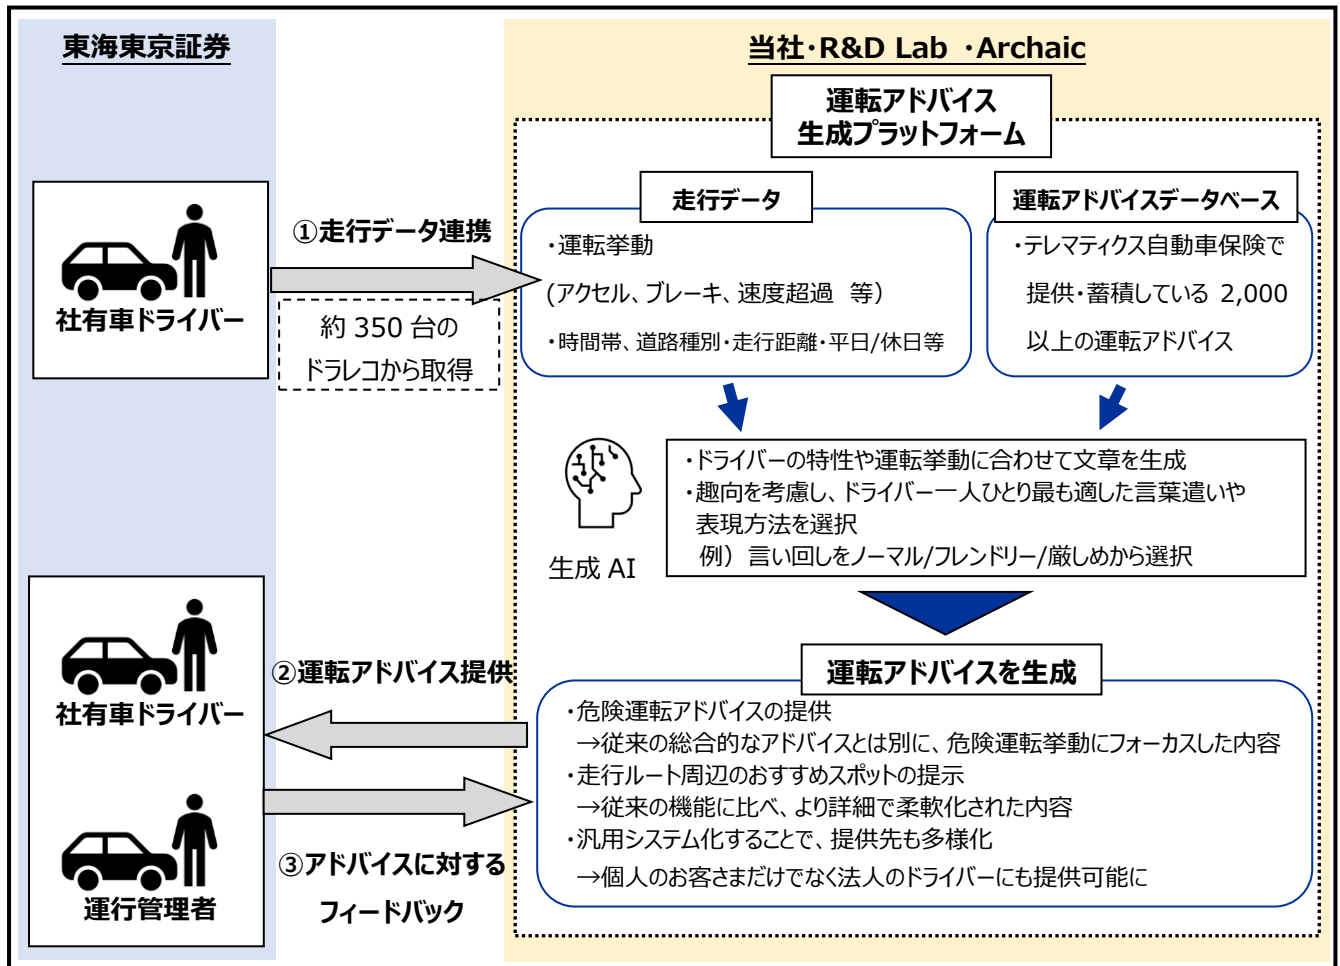 東海東京証券
当社・R&D Lab ・Archaic
運転アドバイス
生成プラットフォーム
社有車ドライバー
①走行データ連携
約 350 台の
ドラレコから取得
走行データ
・運転挙動
(アクセル、ブレーキ、速度超過 等)
・時間帯、道路種別・走行距離・平日/休日等
運転アドバイスデータベース
・テレマティクス自動車保険で
提供・蓄積している 2,000
以上の運転アドバイス
生成 AI
・ドライバーの特性や運転挙動に合わせて文章を生成
・趣向を考慮し、ドライバー一人ひとり最も適した言葉遣いや
表現方法を選択
例） 言い回しをノーマル/フレンドリー/厳しめから選択
運転アドバイスを生成
・危険運転アドバイスの提供
→従来の総合的なアドバイスとは別に、危険運転挙動にフォーカスした内容
・走行ルート周辺のおすすめスポットの提示
→従来の機能に比べ、より詳細で柔軟化された内容
・汎用システム化することで、提供先も多様化
→個人のお客さまだけでなく法人のドライバーにも提供可能に
②運転アドバイス提供
社有車ドライバー
③アドバイスに対する
フィードバック
運行管理者